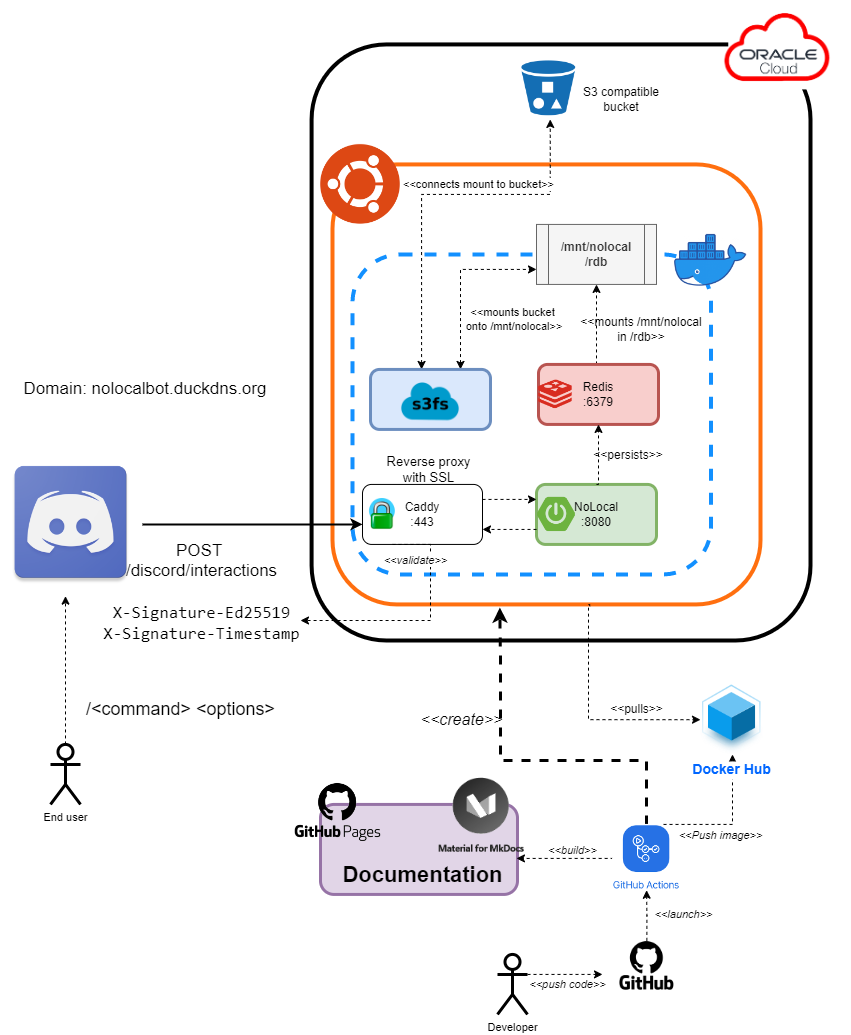 ORACLE
Cloud
S3 compatible
bucket
<<connects mount to bucket>>
/mnt/nolocal
/rdb
<<mounts bucket
onto /mnt/nolocal>>
<<mounts /mnt/nolocal
in /rdb>>
Domain: nolocalbot.duckdns.org
s3fs
Redis
:6379
Reverse proxy
with SSL
<<persists>>
Caddy
:443
NoLocal
:8080
POST
/discord/interactions
<<validate>>
X-Signature-Ed25519
X-Signature-Timestamp
/<command> <options>
<<create>>
<<pulls>>
Docker Hub
End user
GitHub Pages
Material for MkDocs
Documentation
<<build>>
<<Push image>>
GitHub Actions
<<launch>>
GitHub
<<push code>>
Developer